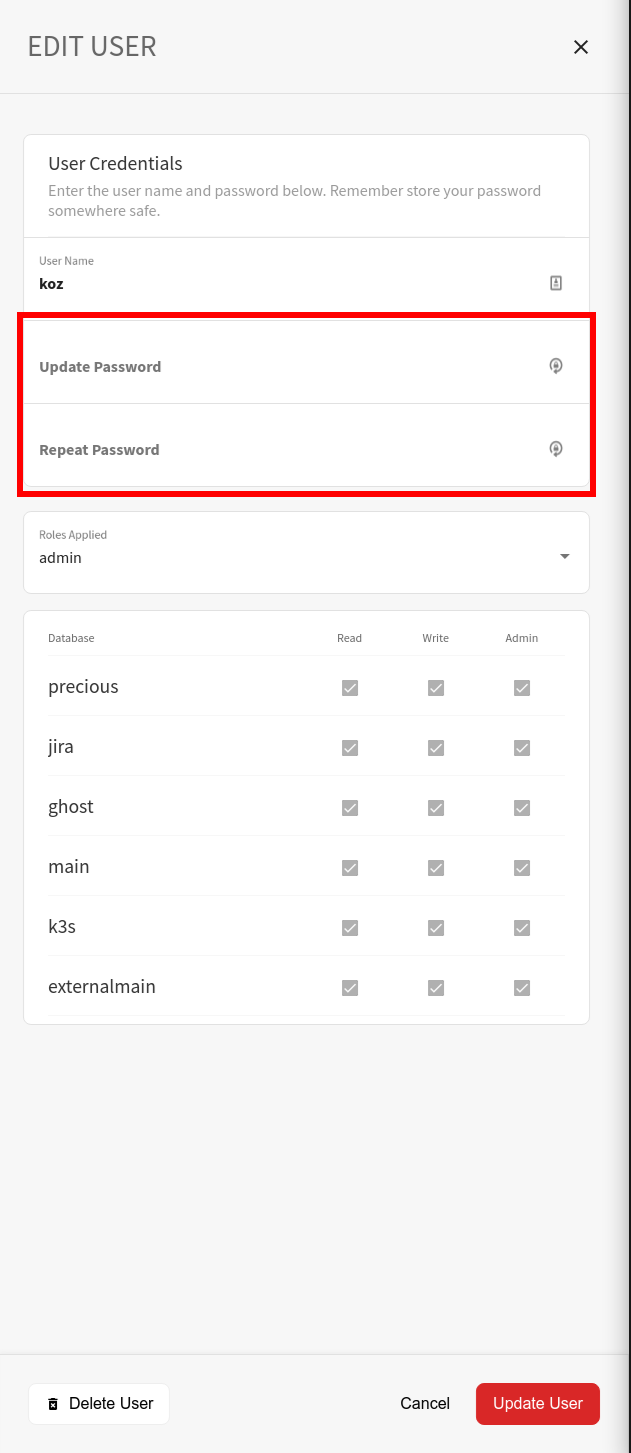 EDIT USER
User Credentials
Enter the user name and password below. Remember store your password
somewhere safe.
User Name
koz
Update Password
Repeat Password
Roles Applied
admin
Database Read Write Admin
precious
jira
ghost
main
k3s
externalmain
Delete User Cancel Update User